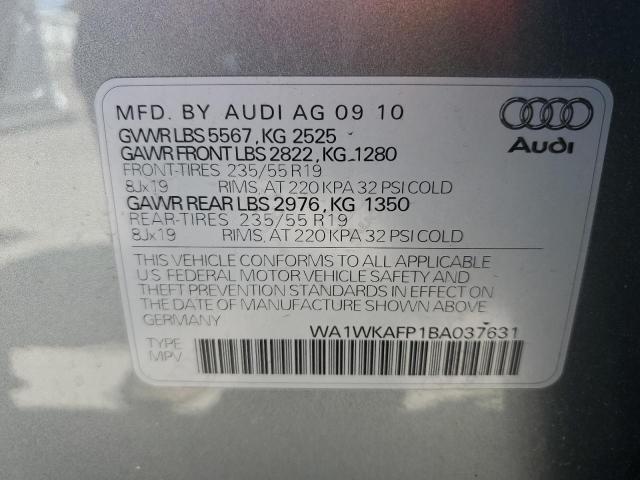 MFD. BY AUDI AG 09 10
GVWR LBS 5567, KG 2525
GAWR FRONT LBS 2822, KG 1280
FRONT-TIRES 235/55 R19
8Jx19 RIMS, AT 220 KPA 32 PSI COLD
GAWR REAR LBS 2976, KG 1350
REAR-TIRES 235/55 R19
8Jx19 RIMS, AT 220 KPA 32 PSI COLD
Audi
THIS VEHICLE CONFORMS TO ALL APPLICABLE
U.S. FEDERAL MOTOR VEHICLE SAFETY AND
THEFT PREVENTION STANDARDS IN EFFECT ON
THE DATE OF MANUFACTURE SHOWN ABOVE
GERMANY
WA1WKAFP1BA037631
TYPE
MPV